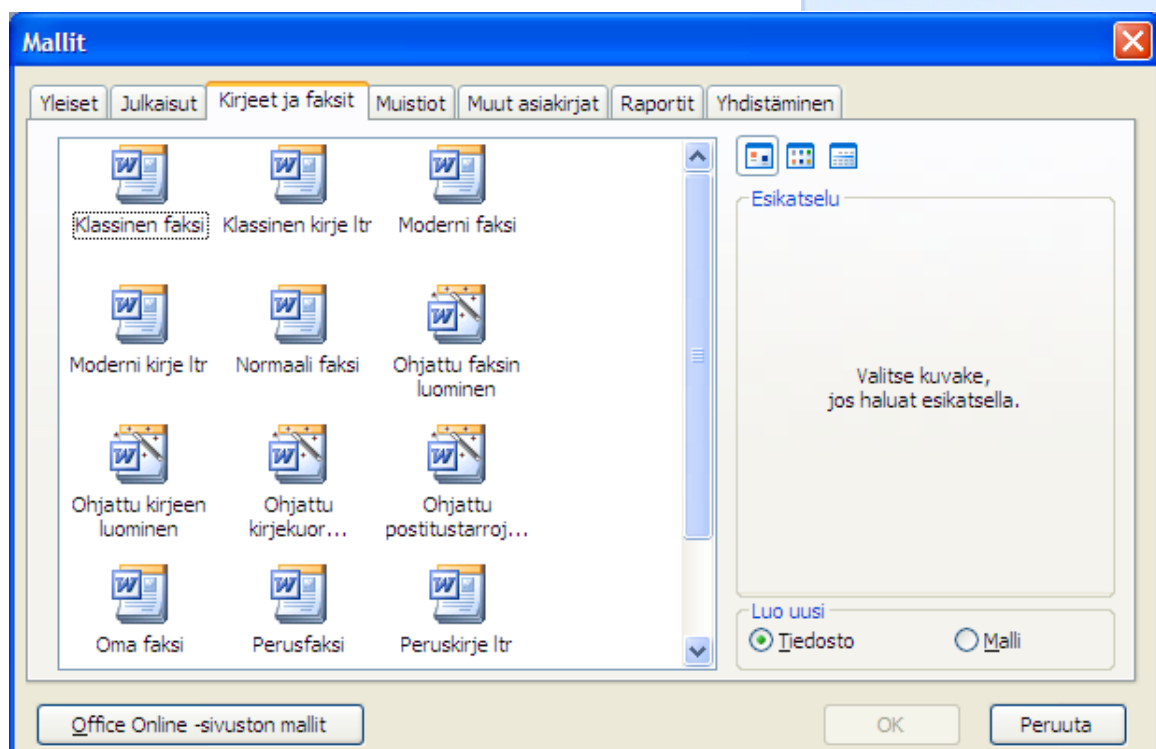 Mallit
Yleiset Julkaisut Kirjeet ja faksit Muistiot Muut asiakirjat Raportit Yhdistäminen
Klassinen faksi Klassinen kirje ltr Moderni faksi
Moderni kirje ltr Normaali faksi Ohjattu faksin
luominen
Ohjattu kirjeen Ohjattu Ohjattu
luominen kirjekuor... postitustarroj...
Oma faksi Perusfaksi Peruskirje ltr
Esikatselu
Valitse kuvake,
jos haluat esikatsella.
Luo uusi
Tiedosto Malli
Office Online -sivuston mallit OK Peruuta